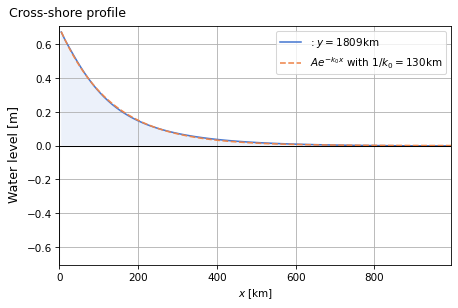 Cross-shore profile
: y = 1809km
Ae^{-k_0x} with 1/k_0 = 130km
Water level [m]
0.6
0.4
0.2
0.0
−0.2
−0.4
−0.6
0
200
400
600
800
x [km]